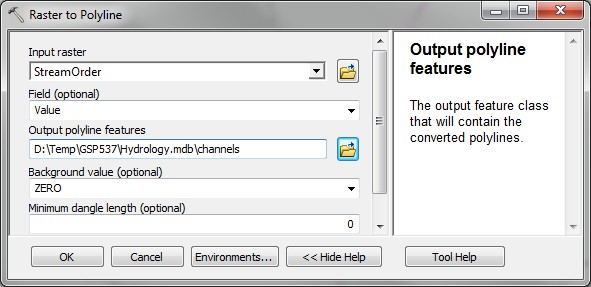 Raster to Polyline
Input raster
StreamOrder
Field (optional)
Value
Output polyline features
D:\Temp\GSP537\Hydrology.mdb\channels
Background value (optional)
ZERO
Minimum dangle length (optional)
0
OK
Cancel
Environments...
<< Hide Help
Output polyline
features
The output feature class
that will contain the
converted polylines.
Tool Help